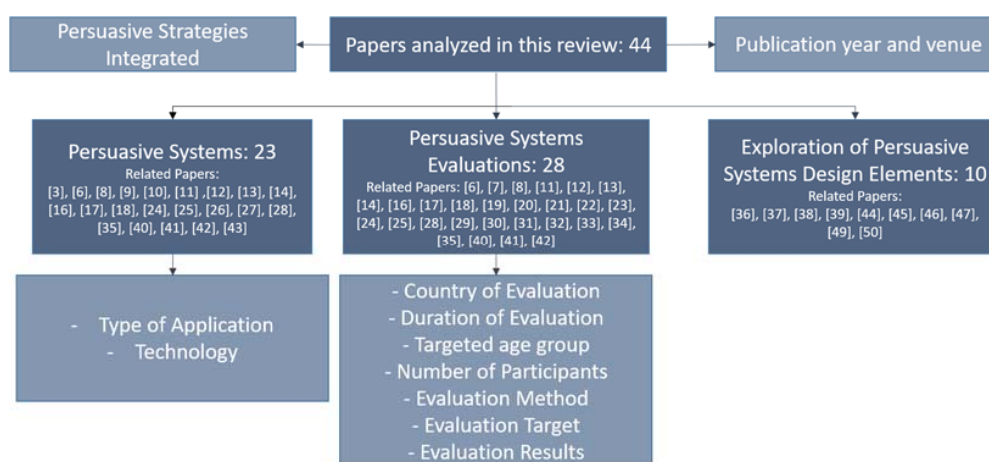 Persuasive Strategies
Integrated
Papers analyzed in this review: 44
Publication year and venue
Persuasive Systems: 23
Related Papers:
[3], [6], [8], [9], [10], [11] ,[12], [13], [14],
[16], [17], [18], [24], [25], [26], [27], [28],
[35], [40], [41], [42], [43]
Persuasive Systems
Evaluations: 28
Related Papers: [6], [7], [8], [11], [12], [13],
[14], [16], [17], [18], [19], [20], [21], [22], [23],
[24], [25], [28], [29], [30], [31], [32], [33], [34],
[35], [40], [41], [42]
Exploration of Persuasive
Systems Design Elements: 10
Related Papers:
[36], [37], [38], [39], [44], [45], [46], [47],
[49], [50]
- Type of Application
- Technology
- Country of Evaluation
- Duration of Evaluation
- Targeted age group
- Number of Participants
- Evaluation Method
- Evaluation Target
- Evaluation Results